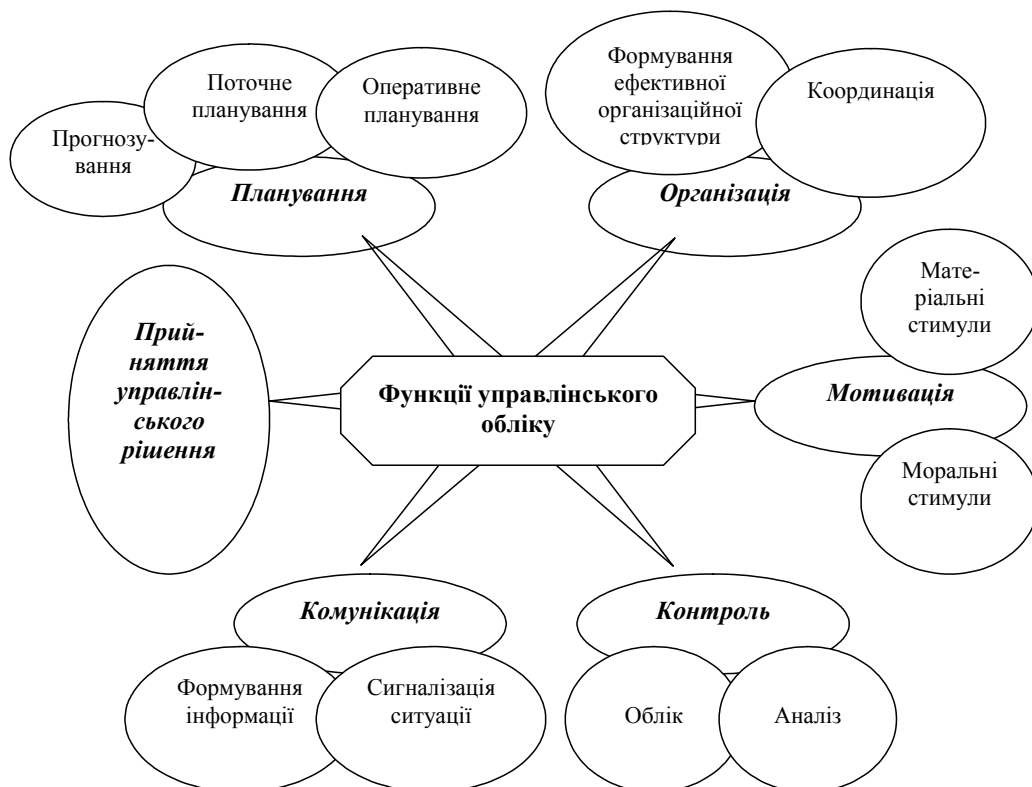 Поточне
планування
Оперативне
планування
Прогнозу-
вання
Планування
Формування
ефективної
організаційної
структури
Координація
Організація
Мате-
ріальні
стимули
Мотивація
Моральні
стимули
Прий-
няття
управлін-
ського
рішення
Функції управлінського
обліку
Комунікація
Формування
інформації
Сигналізація
ситуації
Контроль
Облік
Аналіз